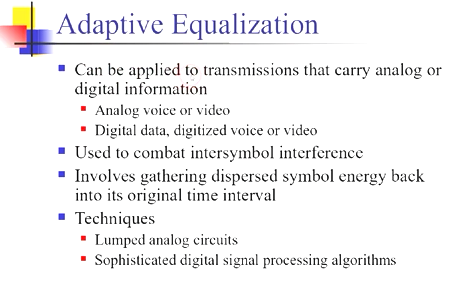 Adaptive Equalization
Can be applied to transmissions that carry analog or
digital information
Analog voice or video
Digital data, digitized voice or video
Used to combat intersymbol interference
Involves gathering dispersed symbol energy back
into its original time interval
Techniques
Lumped analog circuits
Sophisticated digital signal processing algorithms